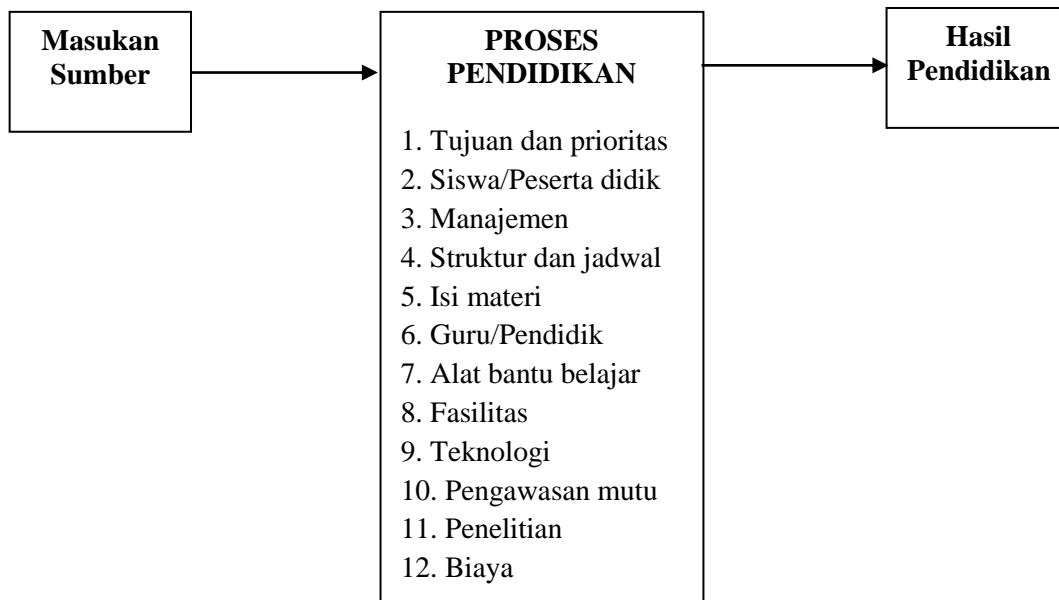 Masukan
Sumber
PROSES
PENDIDIKAN
1. Tujuan dan prioritas
2. Siswa/Peserta didik
3. Manajemen
4. Struktur dan jadwal
5. Isi materi
6. Guru/Pendidik
7. Alat bantu belajar
8. Fasilitas
9. Teknologi
10. Pengawasan mutu
11. Penelitian
12. Biaya
Hasil
Pendidikan